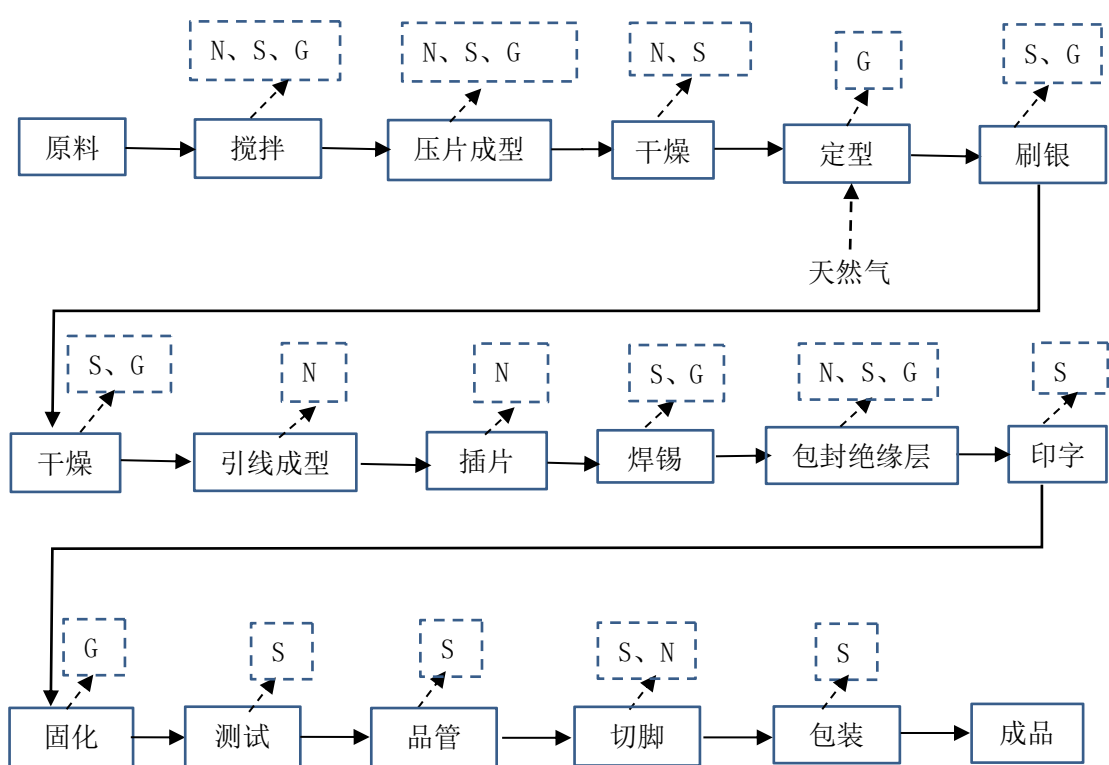 N、S、G
N、S、G
N、S
G
S、G
原料
搅拌
压片成型
干燥
定型
刷银
天然气
S、G
N
N
S、G
N、S、G
S
干燥
引线成型
插片
焊锡
包封绝缘层
印字
G
S
S
S、N
S
固化
测试
品管
切脚
包装
成品